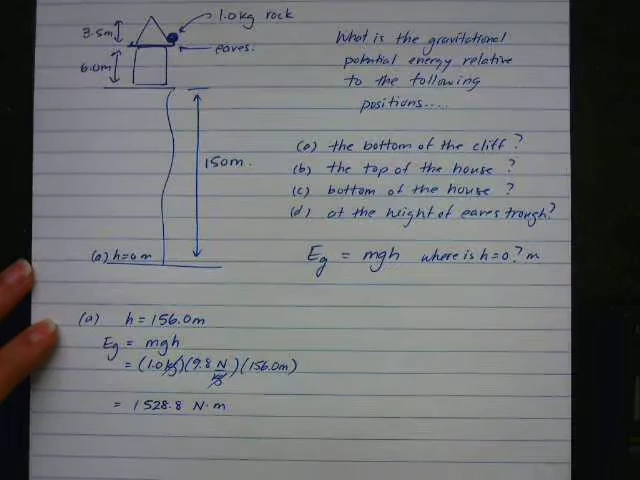 1.0kg rock
3.5m
eaves.
6.0m
150m.
(a) h=0m
What is the gravitational
potential energy relative
to the following
positions....
(a) the bottom of the cliff?
(b) the top of the house?
(c) bottom of the house?
(d) at the height of eaves trough?
Eg = mgh where is h=0? m
(a) h = 156.0m
Eg = mgh
= (1.0kg)(9.8 N/kg)(156.0m)
= 1528.8 N·m